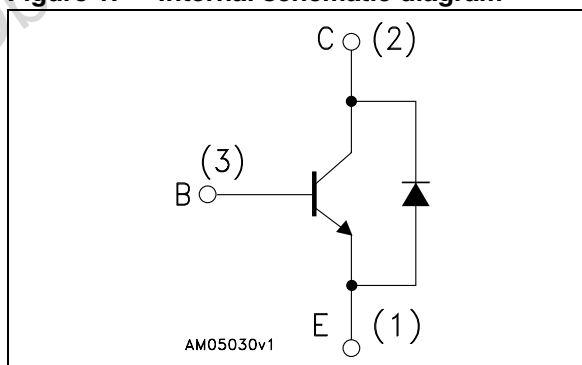 Figure 1. Internal schematic diagram
C (2)
(3)
B
E (1)
AM05030v1